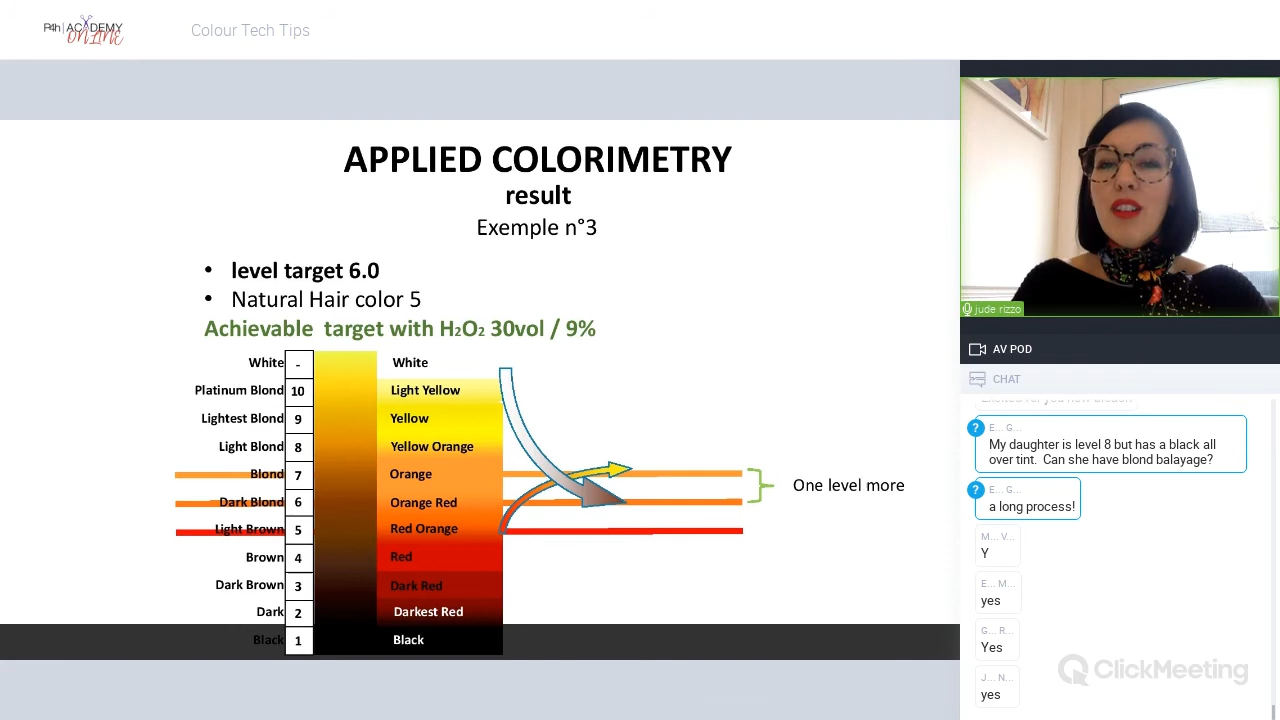 P4h | ACADEMY
ONLINE
Colour Tech Tips
APPLIED COLORIMETRY
result
Exemple n°3
• level target 6.0
• Natural Hair color 5
Achievable target with H₂O₂ 30vol / 9%
White - White
Platinum Blond 10 Light Yellow
Lightest Blond 9 Yellow
Light Blond 8 Yellow Orange
Blond 7 Orange
Dark Blond 6 Orange Red
Light Brown 5 Red Orange
Brown 4 Red
Dark Brown 3 Dark Red
Dark 2 Darkest Red
Black 1 Black
One level more
jude rizzo
AV POD
CHAT
? E... G...
My daughter is level 8 but has a black all
over tint. Can she have blond balayage?
? E... G...
a long process!
M... V...
Y
E... M...
yes
G... R...
Yes
J... N...
yes
ClickMeeting